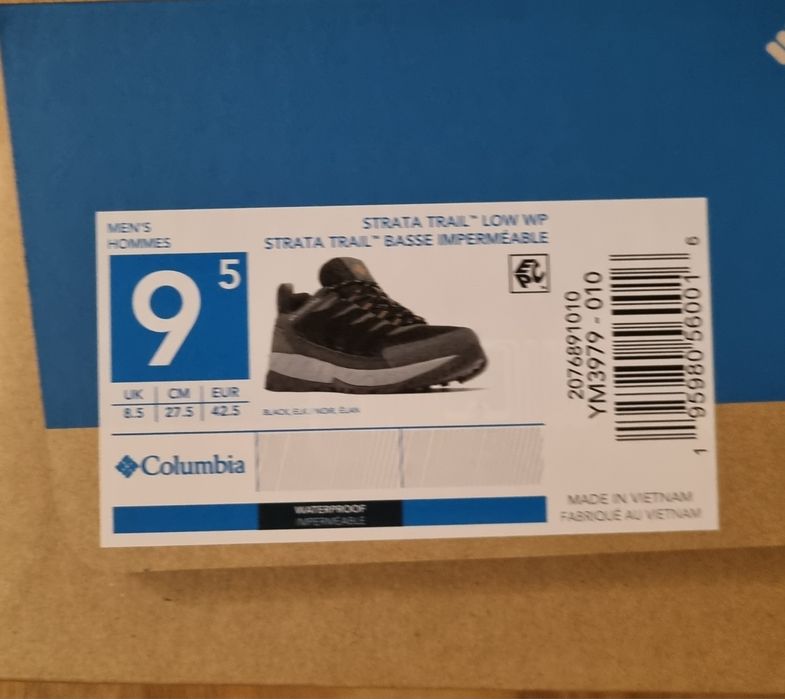 MEN'S
HOMMES
STRATA TRAIL™ LOW WP
STRATA TRAIL™ BASSE IMPERMÉABLE
9 5
UK CM EUR
8.5 27.5 42.5
BLACK, ELK / NOIR, ÉLAN
Columbia
WATERPROOF
IMPERMÉABLE
2076891010
YM3979 - 010
1 95980 56001 6
MADE IN VIETNAM
FABRIQUÉ AU VIETNAM